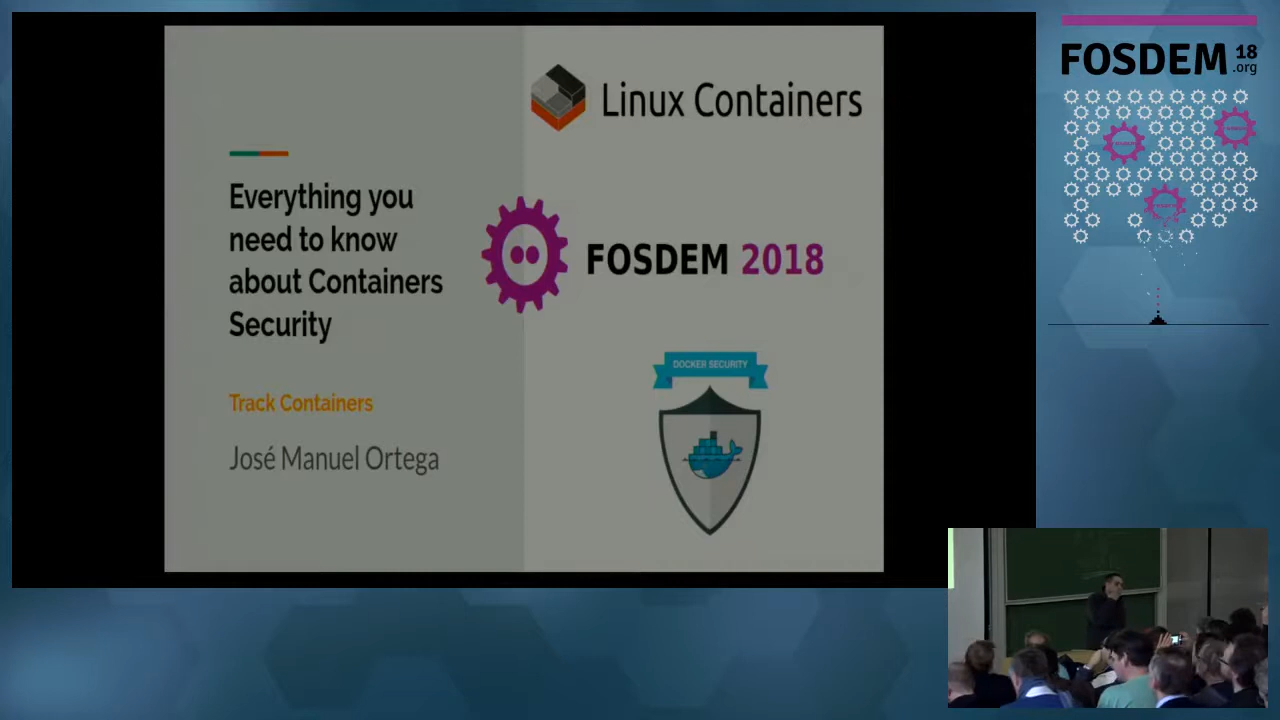 Linux Containers
Everything you
need to know
about Containers
Security
FOSDEM 2018
DOCKER SECURITY
Track Containers
José Manuel Ortega
FOSDEM 18
.org